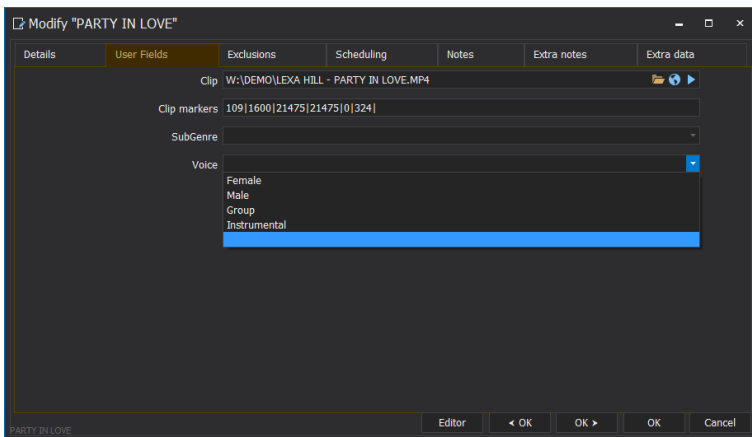 Modify "PARTY IN LOVE"
Details User Fields Exclusions Scheduling Notes Extra notes Extra data
Clip W:\DEMO\LEXA HILL - PARTY IN LOVE.MP4
Clip markers 109|1600|21475|21475|0|324|
SubGenre
Voice
Female
Male
Group
Instrumental
Editor < OK OK > OK Cancel
PARTY IN LOVE